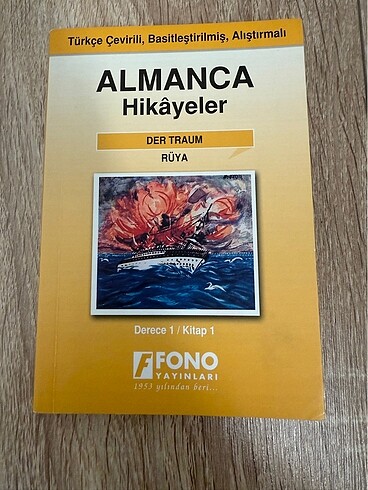 Türkçe Çevirili, Basitleştirilmiş, Alıştırmalı
ALMANCA
Hikâyeler
DER TRAUM
RÜYA
Derece 1 / Kitap 1
FONO
YAYINLARI
1953 yılından beri...